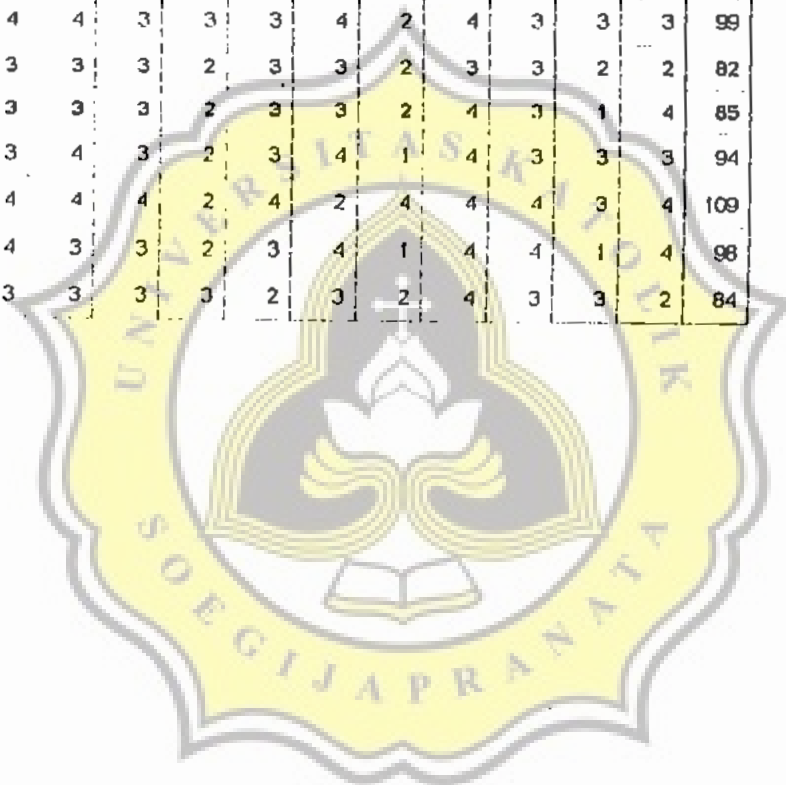 4 4 3 3 3 4 2 4 3 3 3 99
3 3 3 2 3 3 2 3 3 2 2 82
3 3 3 2 3 3 2 4 3 1 4 85
3 4 3 2 3 4 1 4 3 3 3 94
4 4 4 2 4 2 4 4 4 3 4 109
4 3 3 2 3 4 1 4 4 1 4 98
3 3 3 3 2 3 2 4 3 3 2 84
UNIVERSITAS KATOLIK
SOEGIJAPRANATA